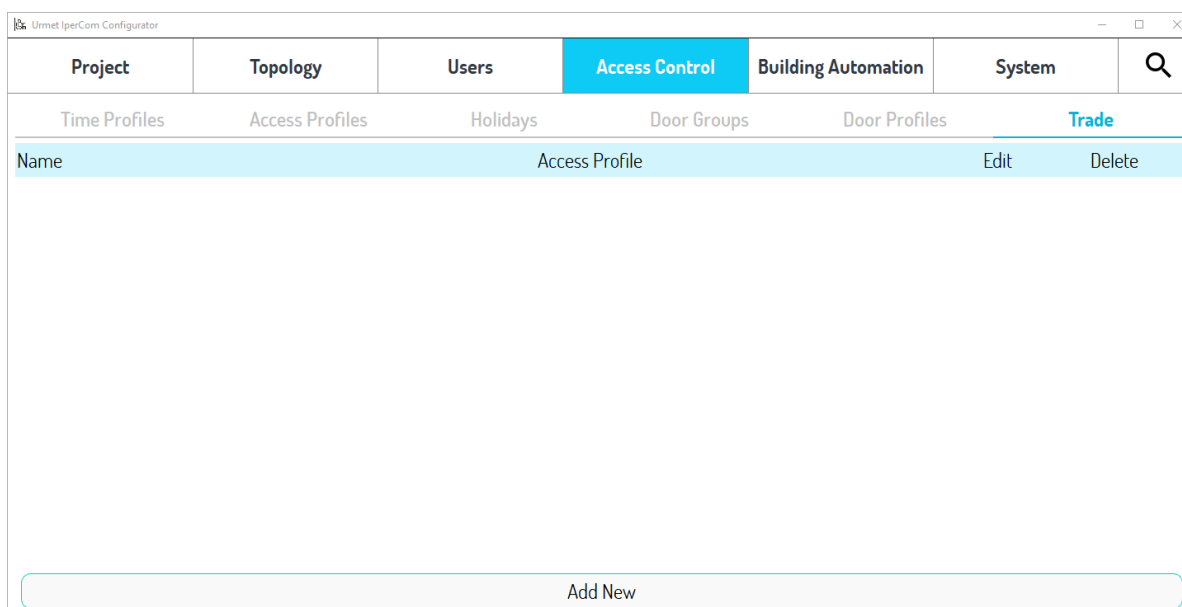 Urmet IperCom Configurator
Project Topology Users Access Control Building Automation System
Time Profiles Access Profiles Holidays Door Groups Door Profiles Trade
Name Access Profile Edit Delete
Add New